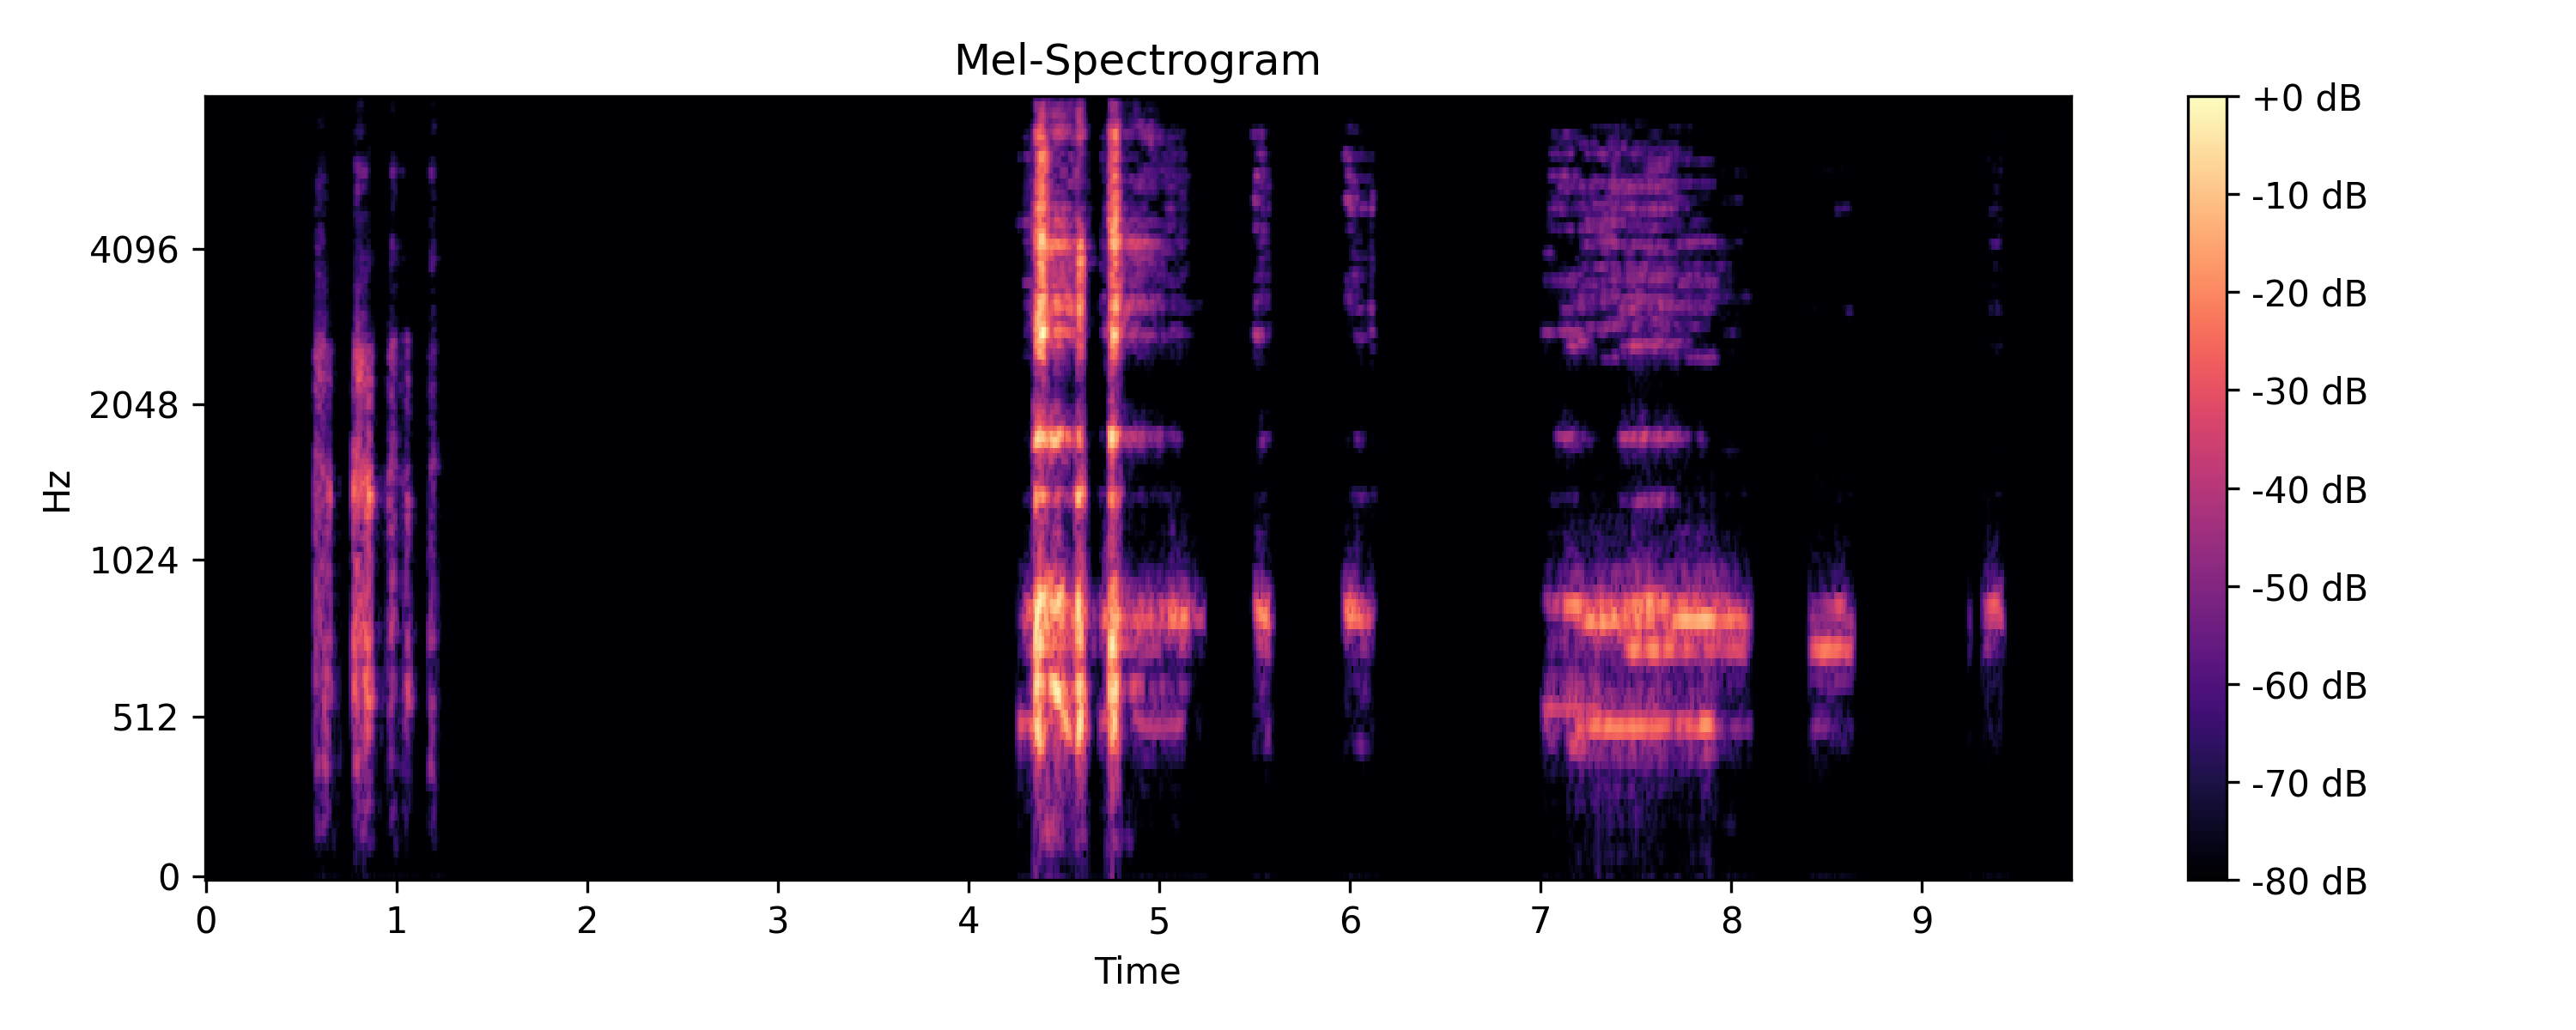 Mel-Spectrogram
+0 dB
-10 dB
-20 dB
-30 dB
-40 dB
-50 dB
-60 dB
-70 dB
-80 dB
4096
2048
1024
512
0
Hz
0 1 2 3 4 5 6 7 8 9
Time